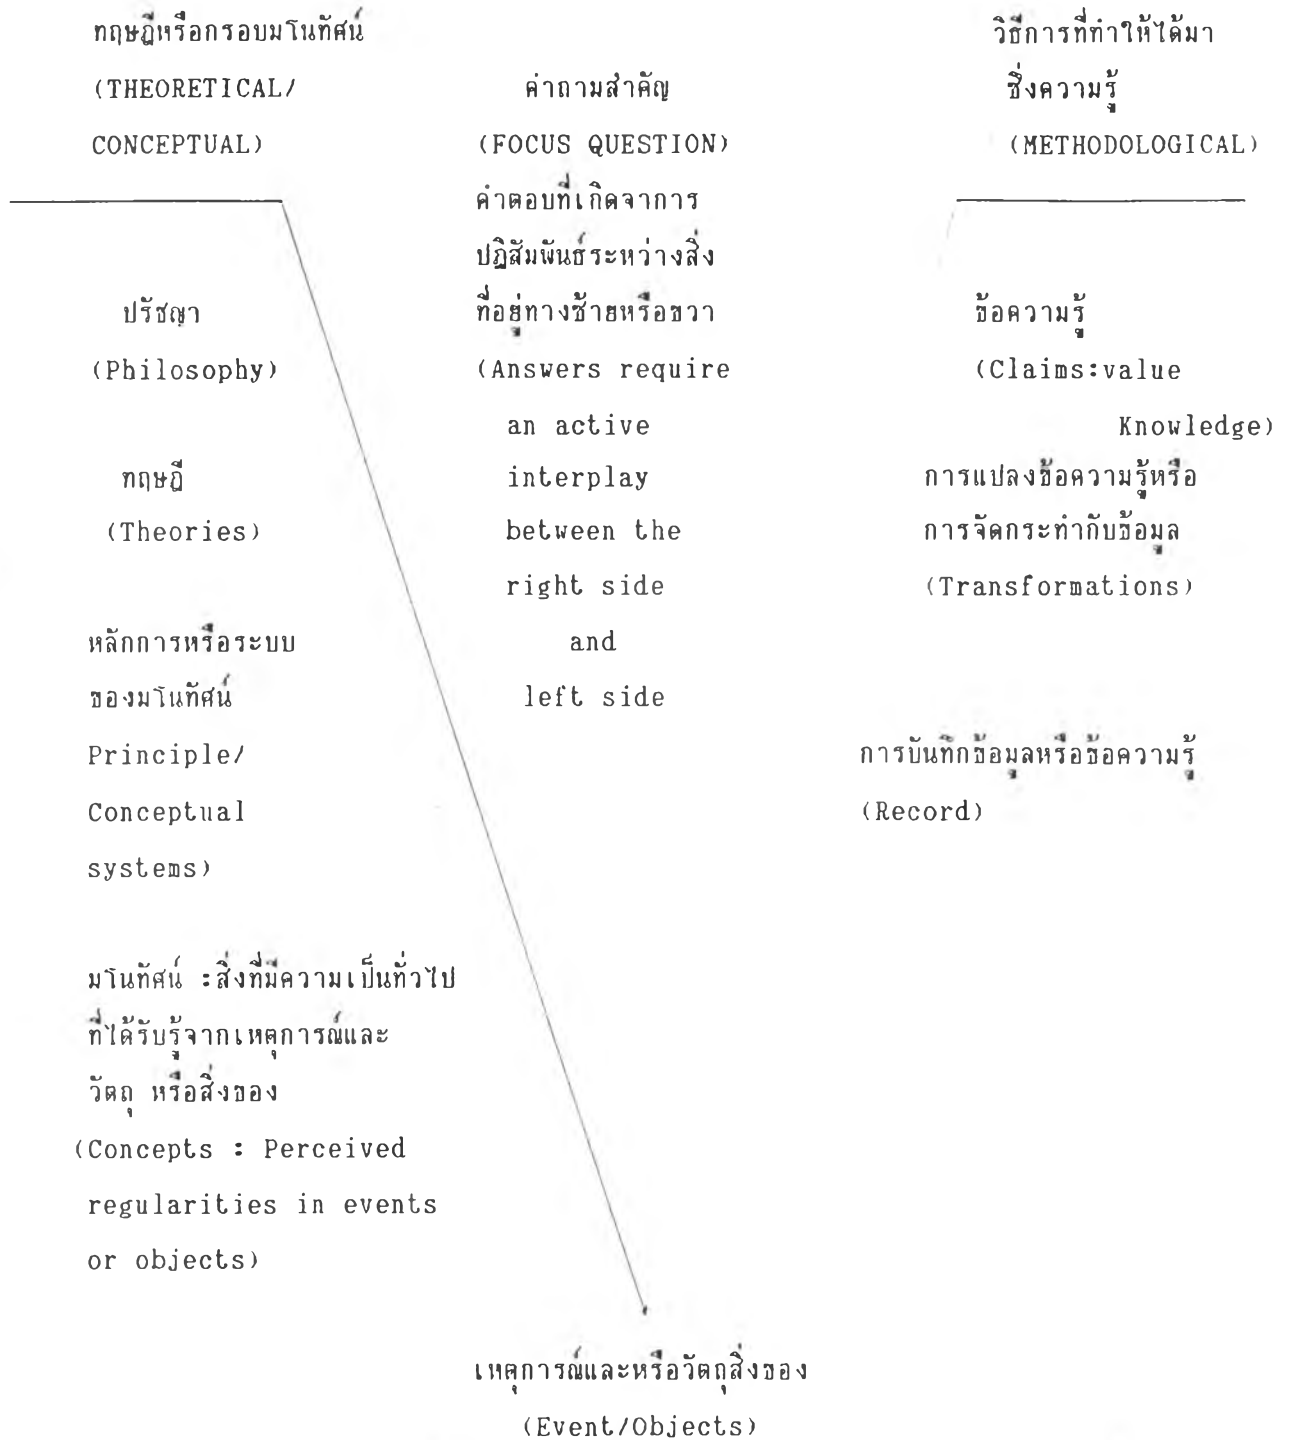 ทฤษฎีหรือกรอบมโนทัศน์
(THEORETICAL/
CONCEPTUAL)
คำถามสำคัญ
(FOCUS QUESTION)
คำตอบที่เกิดจาการ
ปฏิสัมพันธ์ระหว่างสิ่ง
ที่อยู่ทางซ้ายหรือขวา
(Answers require
an active
interplay
between the
right side
and
left side
วิธีการที่ทำให้ได้มา
ซึ่งความรู้
(METHODOLOGICAL)
ปรัชญา
(Philosophy)
ทฤษฎี
(Theories)
หลักการหรือระบบ
ของมโนทัศน์
Principle/
Conceptual
systems)
มโนทัศน์ :สิ่งที่มีความเป็นทั่วไป
ที่ได้รับรู้จากเหตุการณ์และ
วัตถุ หรือสิ่งของ
(Concepts : Perceived
regularities in events
or objects)
ข้อความรู้
(Claims:value
Knowledge)
การแปลงข้อความรู้หรือ
การจัดกระทำกับข้อมูล
(Transformations)
การบันทึกข้อมูลหรือข้อความรู้
(Record)
เหตุการณ์และหรือวัตถุสิ่งของ
(Event/Objects)